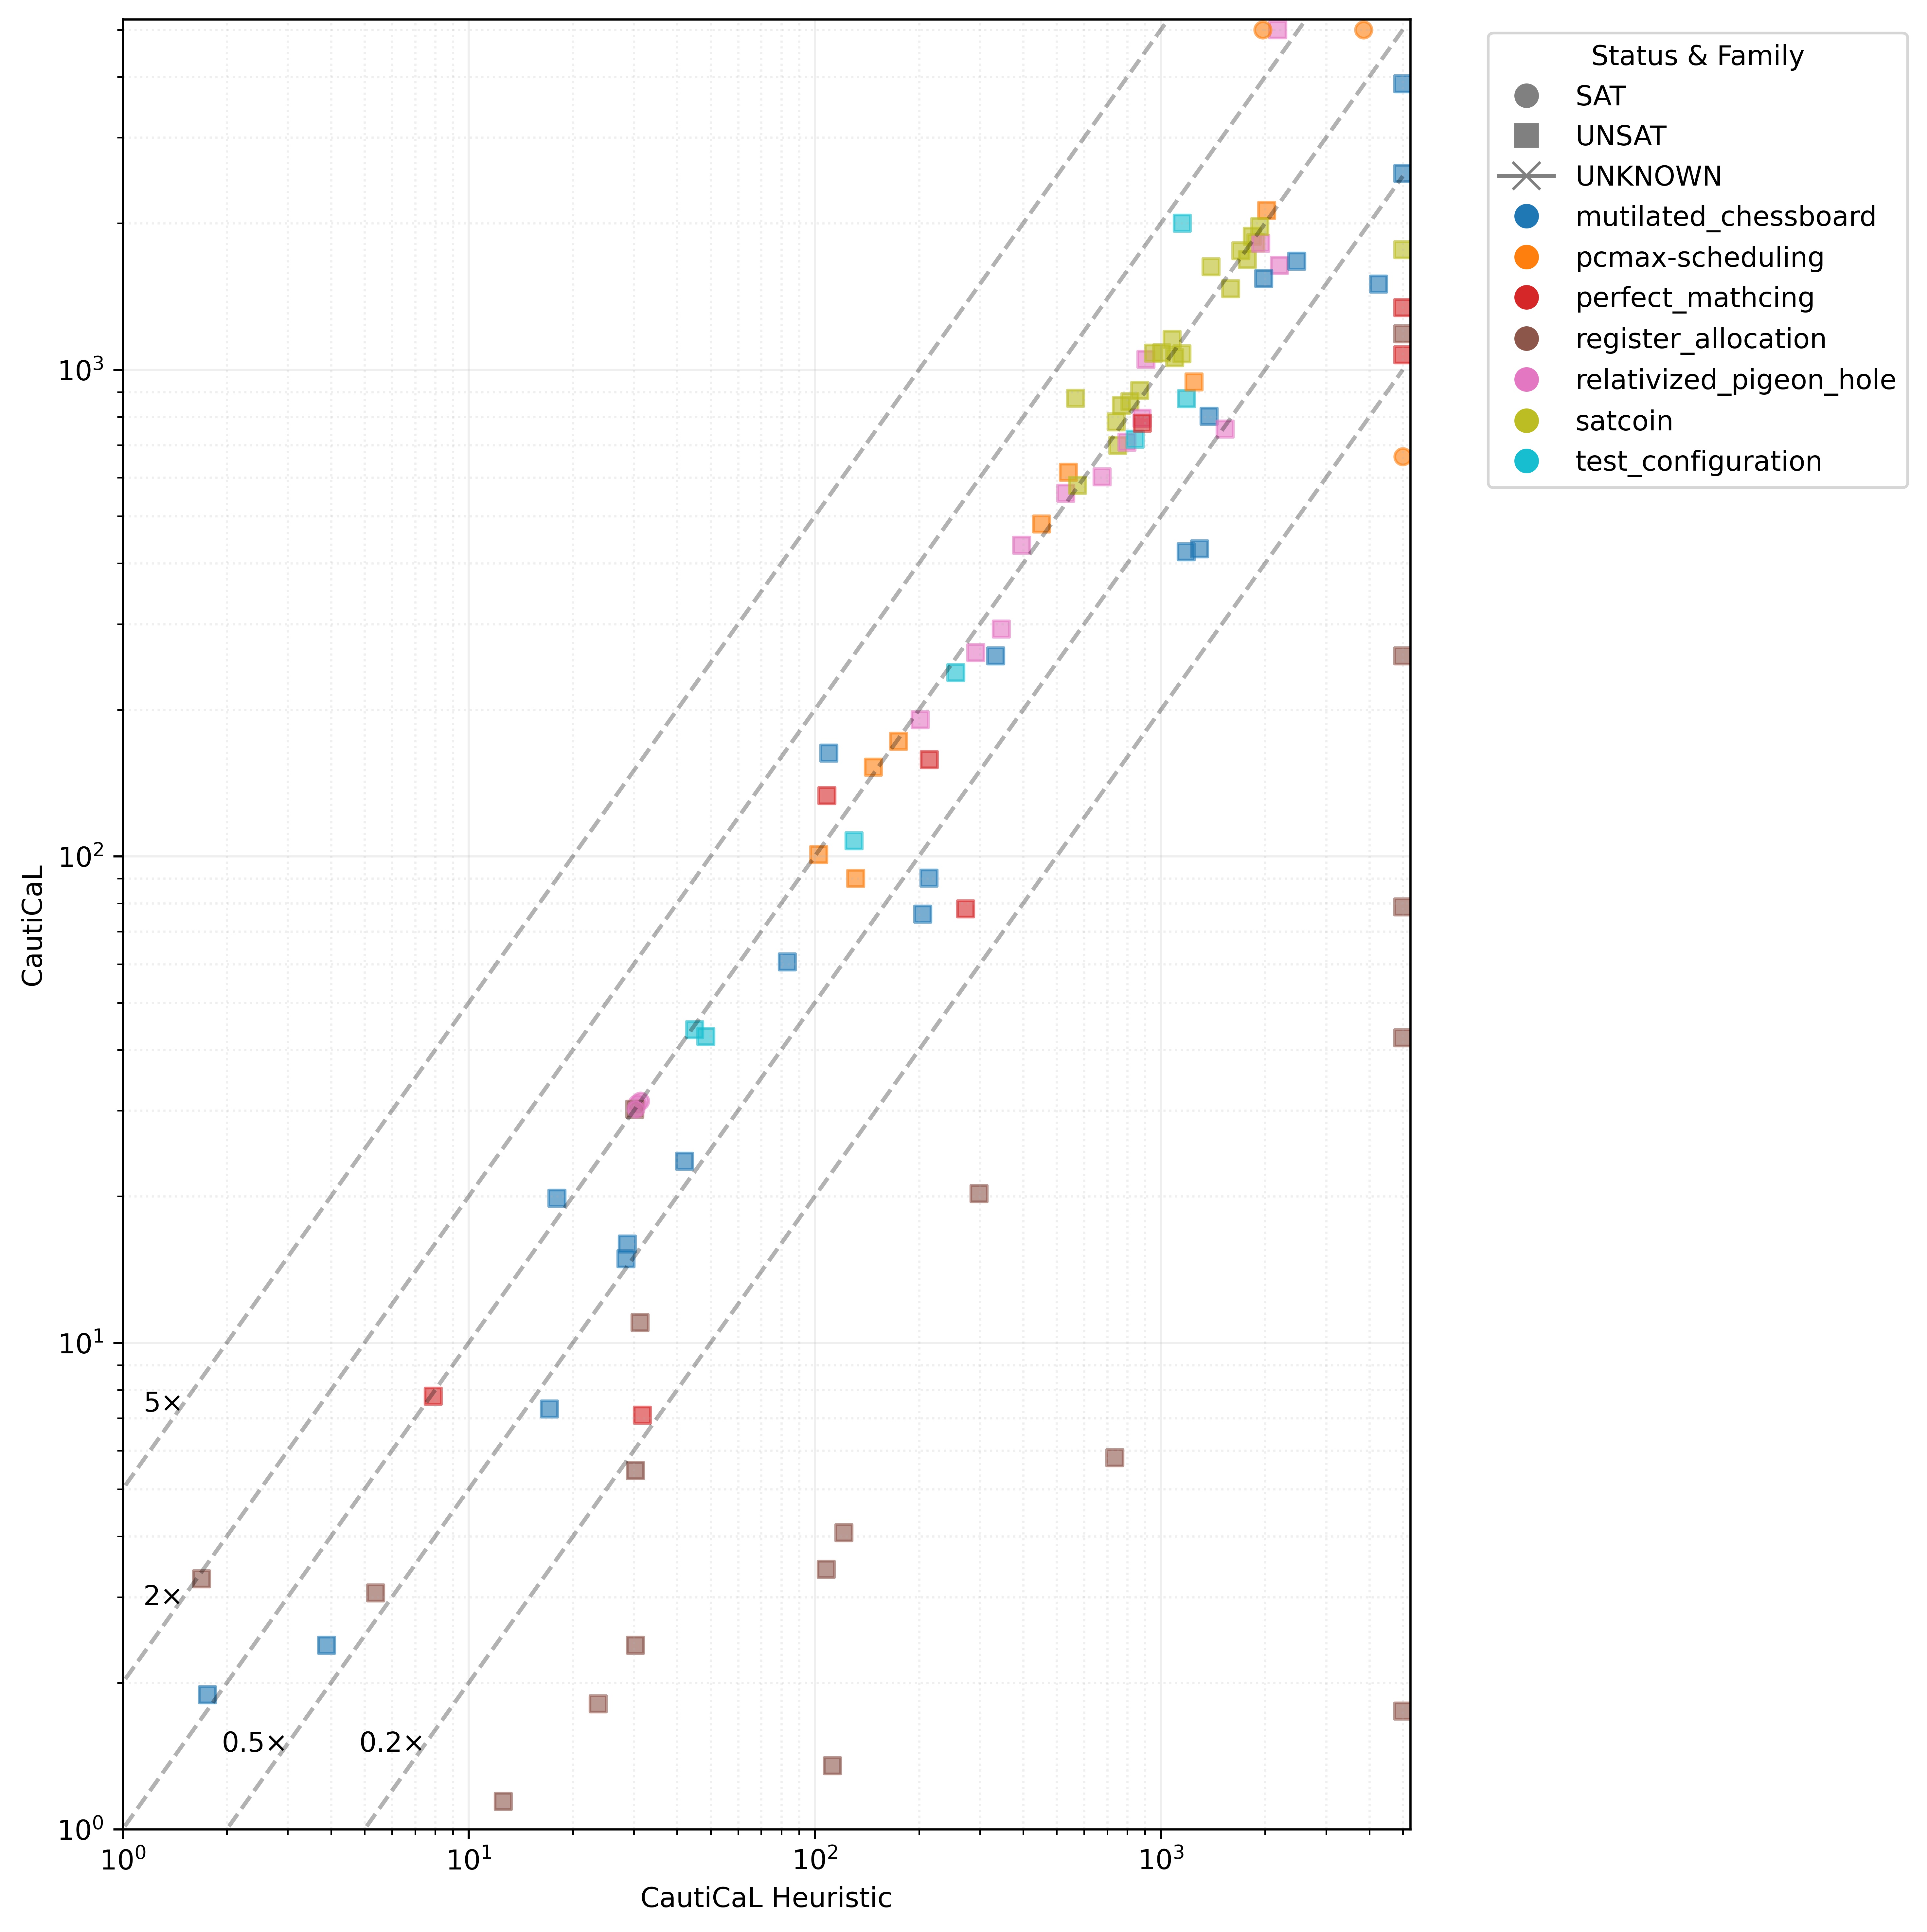 Status & Family
SAT
UNSAT
UNKNOWN
mutilated_chessboard
pcmax-scheduling
perfect_mathcing
register_allocation
relativized_pigeon_hole
satcoin
test_configuration
10³
10²
10¹
10⁰
CautiCaL
5×
2×
0.5×
0.2×
10⁰
10¹
10²
10³
CautiCaL Heuristic